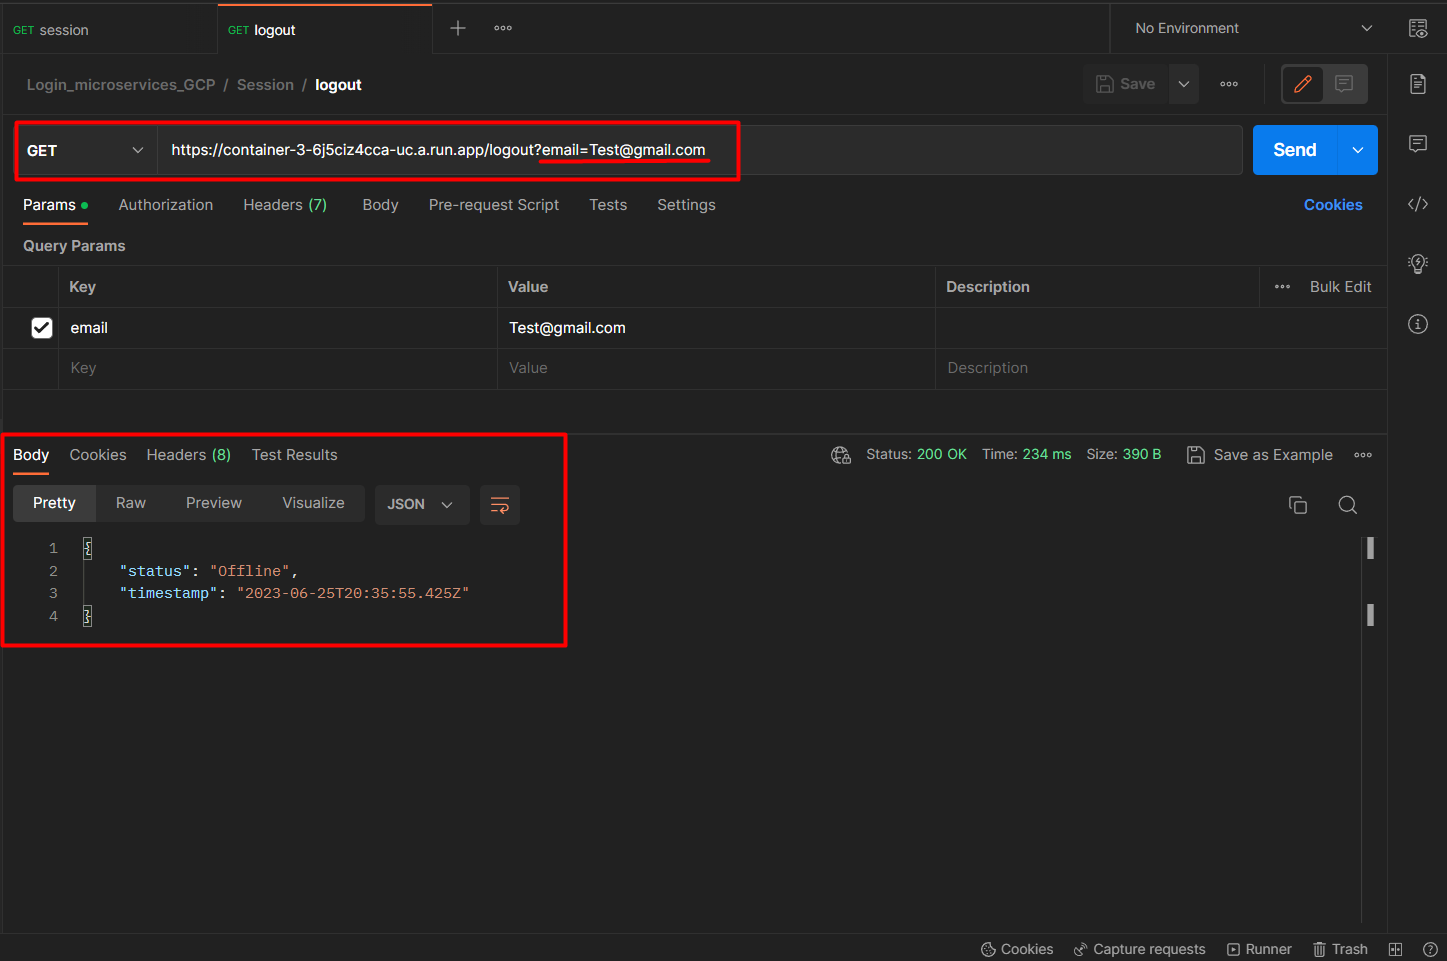 GET session
GET logout
No Environment
Login_microservices_GCP / Session / logout
Save
GET
https://container-3-6j5ciz4cca-uc.a.run.app/logout?email=Test@gmail.com
Send
Params Authorization Headers (7) Body Pre-request Script Tests Settings Cookies
Query Params
Key Value Description Bulk Edit
email Test@gmail.com
Key Value Description
Body Cookies Headers (8) Test Results Status: 200 OK Time: 234 ms Size: 390 B Save as Example
Pretty Raw Preview Visualize JSON
1 {
2 "status": "Offline",
3 "timestamp": "2023-06-25T20:35:55.425Z"
4 }
Cookies Capture requests Runner Trash